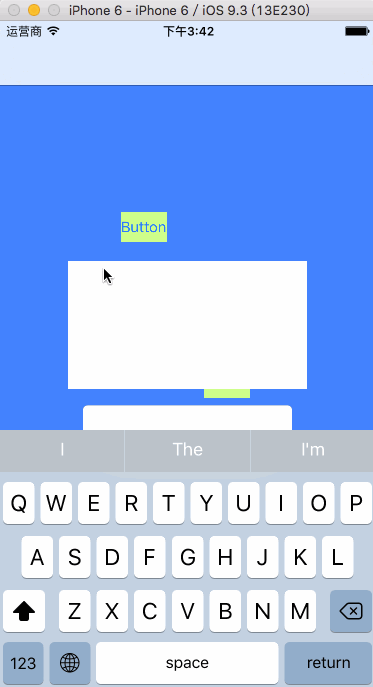 iPhone 6 - iPhone 6 / iOS 9.3 (13E230)
运营商 下午3:42
Button
I The I'm
Q W E R T Y U I O P
A S D F G H J K L
Z X C V B N M
123 space return